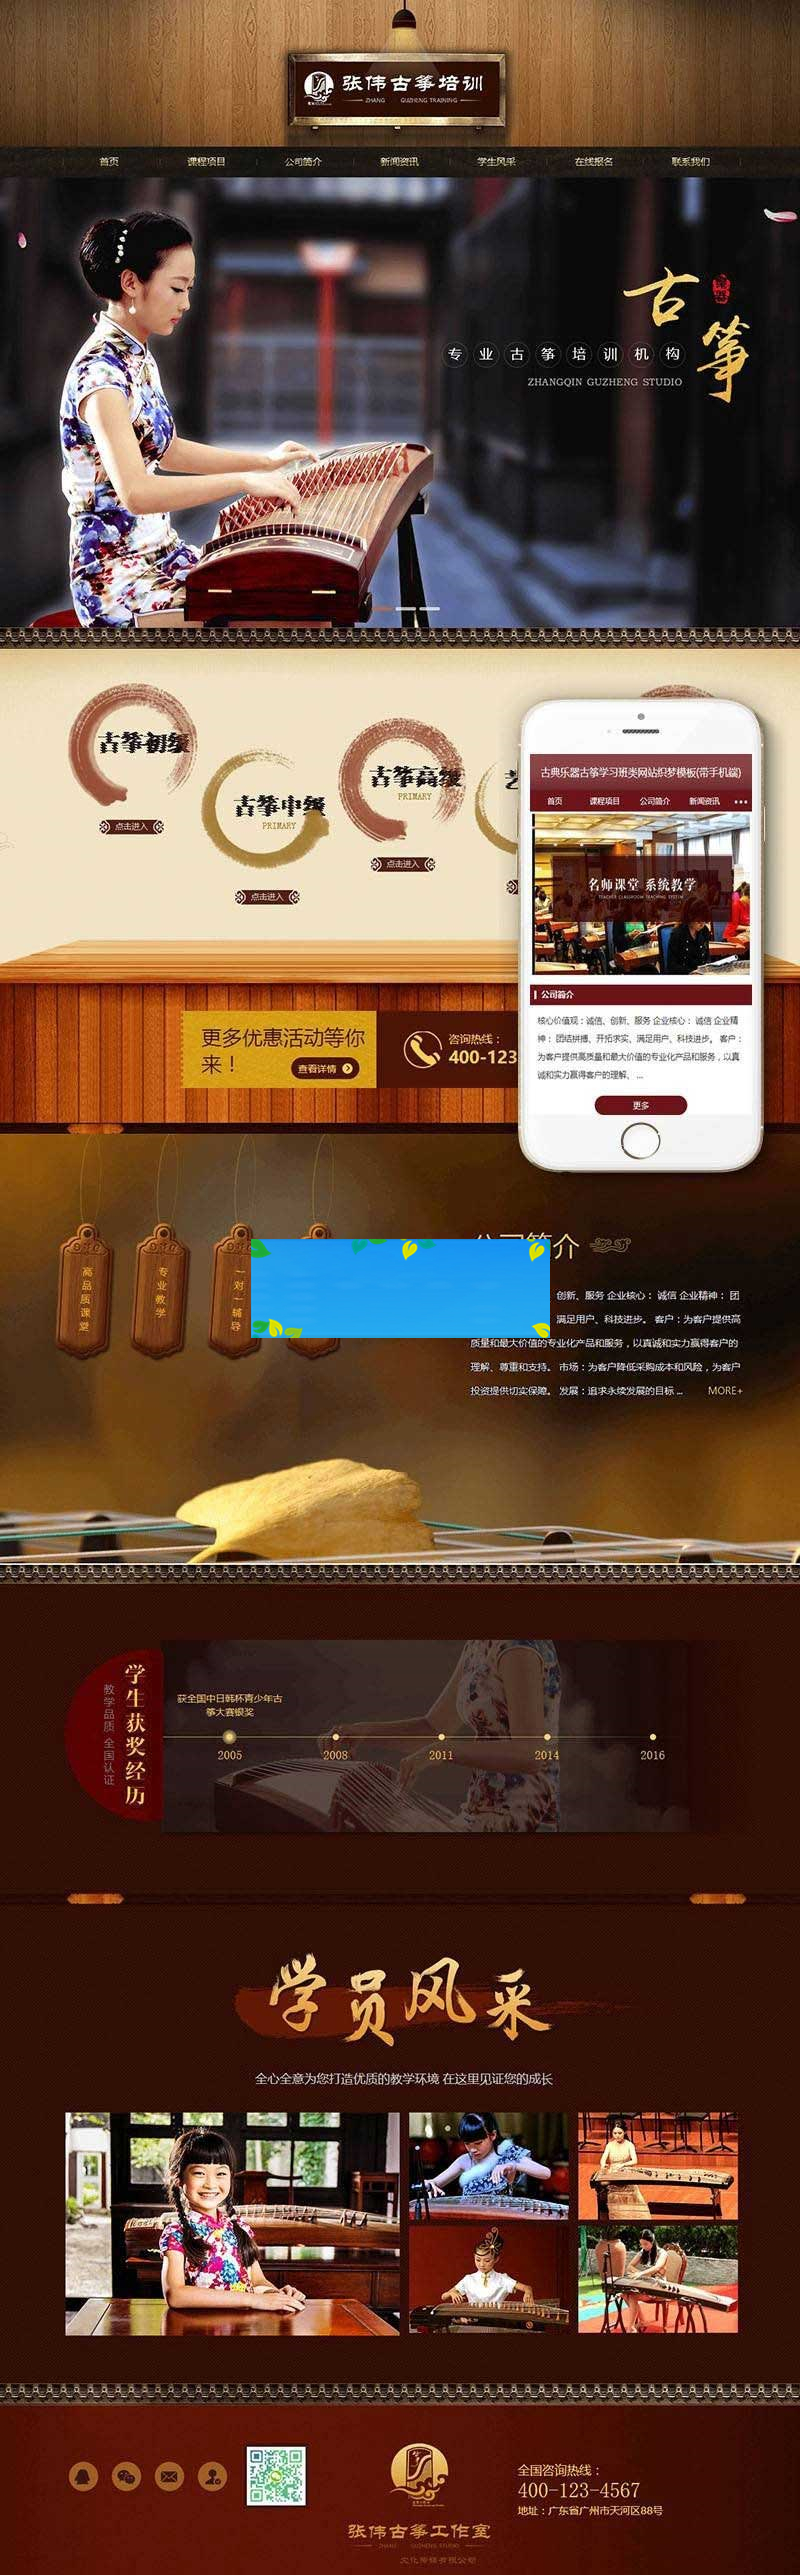 张伟古筝培训
ZHANG GUZHENG TRAINING
首页 课程项目 公司简介 新闻资讯 学生风采 在线报名 联系我们
古筝
专业古筝培训机构
ZHANGQIN GUZHENG STUDIO
古筝初级
点击进入
古筝中级
PRIMARY
点击进入
古筝高级
PRIMARY
点击进入
古典乐器古筝学习班类网站织梦模板(带手机端)
首页 课程项目 公司简介 新闻资讯
名师课堂 系统教学
TEACHER CLASSROOM TEACHING SYSTEM
公司简介
核心价值观：诚信、创新、服务 企业核心： 诚信 企业精
神： 团结拼搏、开拓求实、满足用户、科技进步。 客户：
为客户提供高质量和最大价值的专业化产品和服务，以真
诚和实力赢得客户的理解、 ...
更多
更多优惠活动等你
来！
查看详情
咨询热线：
400-123
高品质课堂
专业教学
一对一辅导
简介
创新、服务 企业核心： 诚信 企业精神： 团
满足用户、科技进步。 客户：为客户提供高
质量和最大价值的专业化产品和服务，以真诚和实力赢得客户的
理解、尊重和支持。 市场：为客户降低采购成本和风险，为客户
投资提供切实保障。 发展：追求永续发展的目标 ... MORE+
学生获奖经历
教学品质 全国认证
获全国中日韩杯青少年古
筝大赛银奖
2005 2008 2011 2014 2016
学员风采
全心全意为您打造优质的教学环境 在这里见证您的成长
张伟古筝工作室
ZHANG GUZHENG STUDIO
文化传播有限公司
全国咨询热线：
400-123-4567
地址：广东省广州市天河区88号